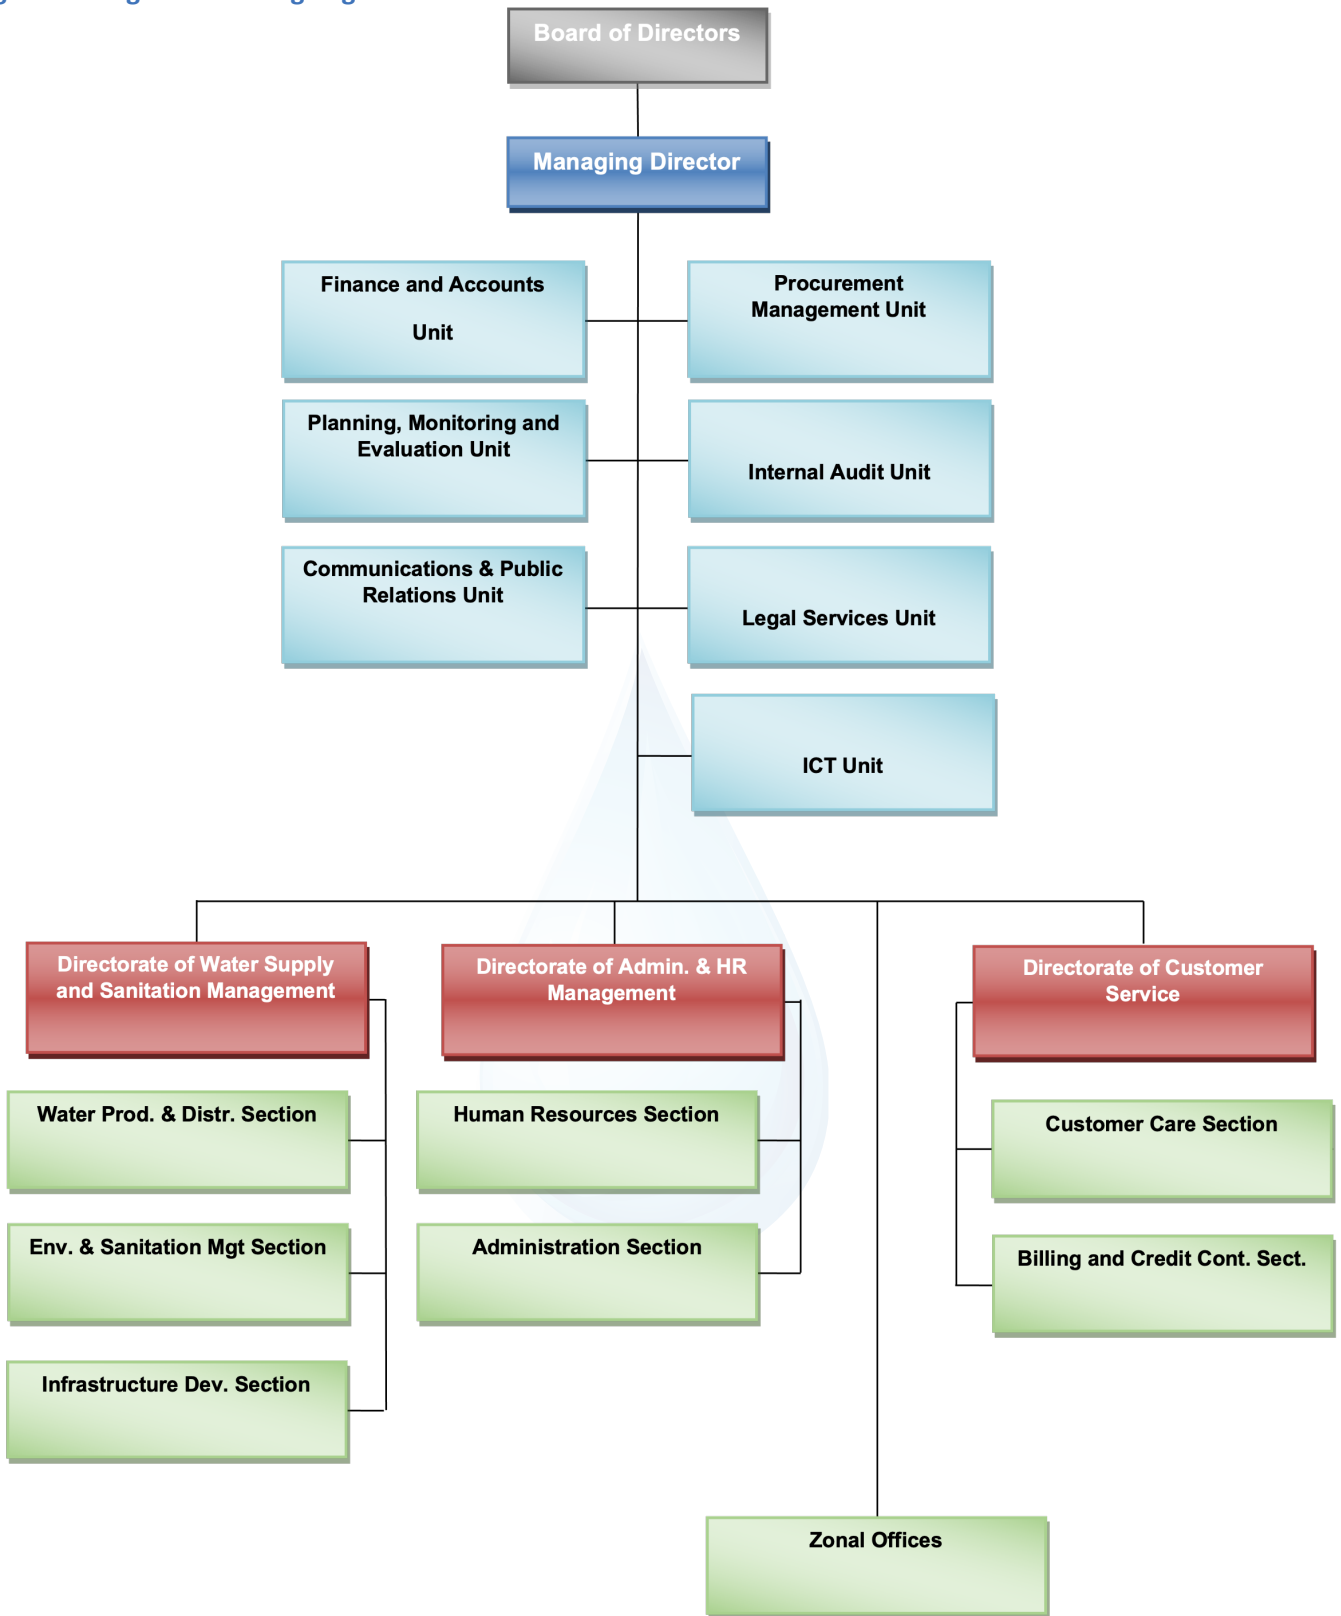 Board of Directors
Managing Director
Finance and Accounts
Unit
Procurement
Management Unit
Planning, Monitoring and
Evaluation Unit
Internal Audit Unit
Communications & Public
Relations Unit
Legal Services Unit
ICT Unit
Directorate of Water Supply
and Sanitation Management
Directorate of Admin. & HR
Management
Directorate of Customer
Service
Water Prod. & Distr. Section
Human Resources Section
Customer Care Section
Env. & Sanitation Mgt Section
Administration Section
Billing and Credit Cont. Sect.
Infrastructure Dev. Section
Zonal Offices